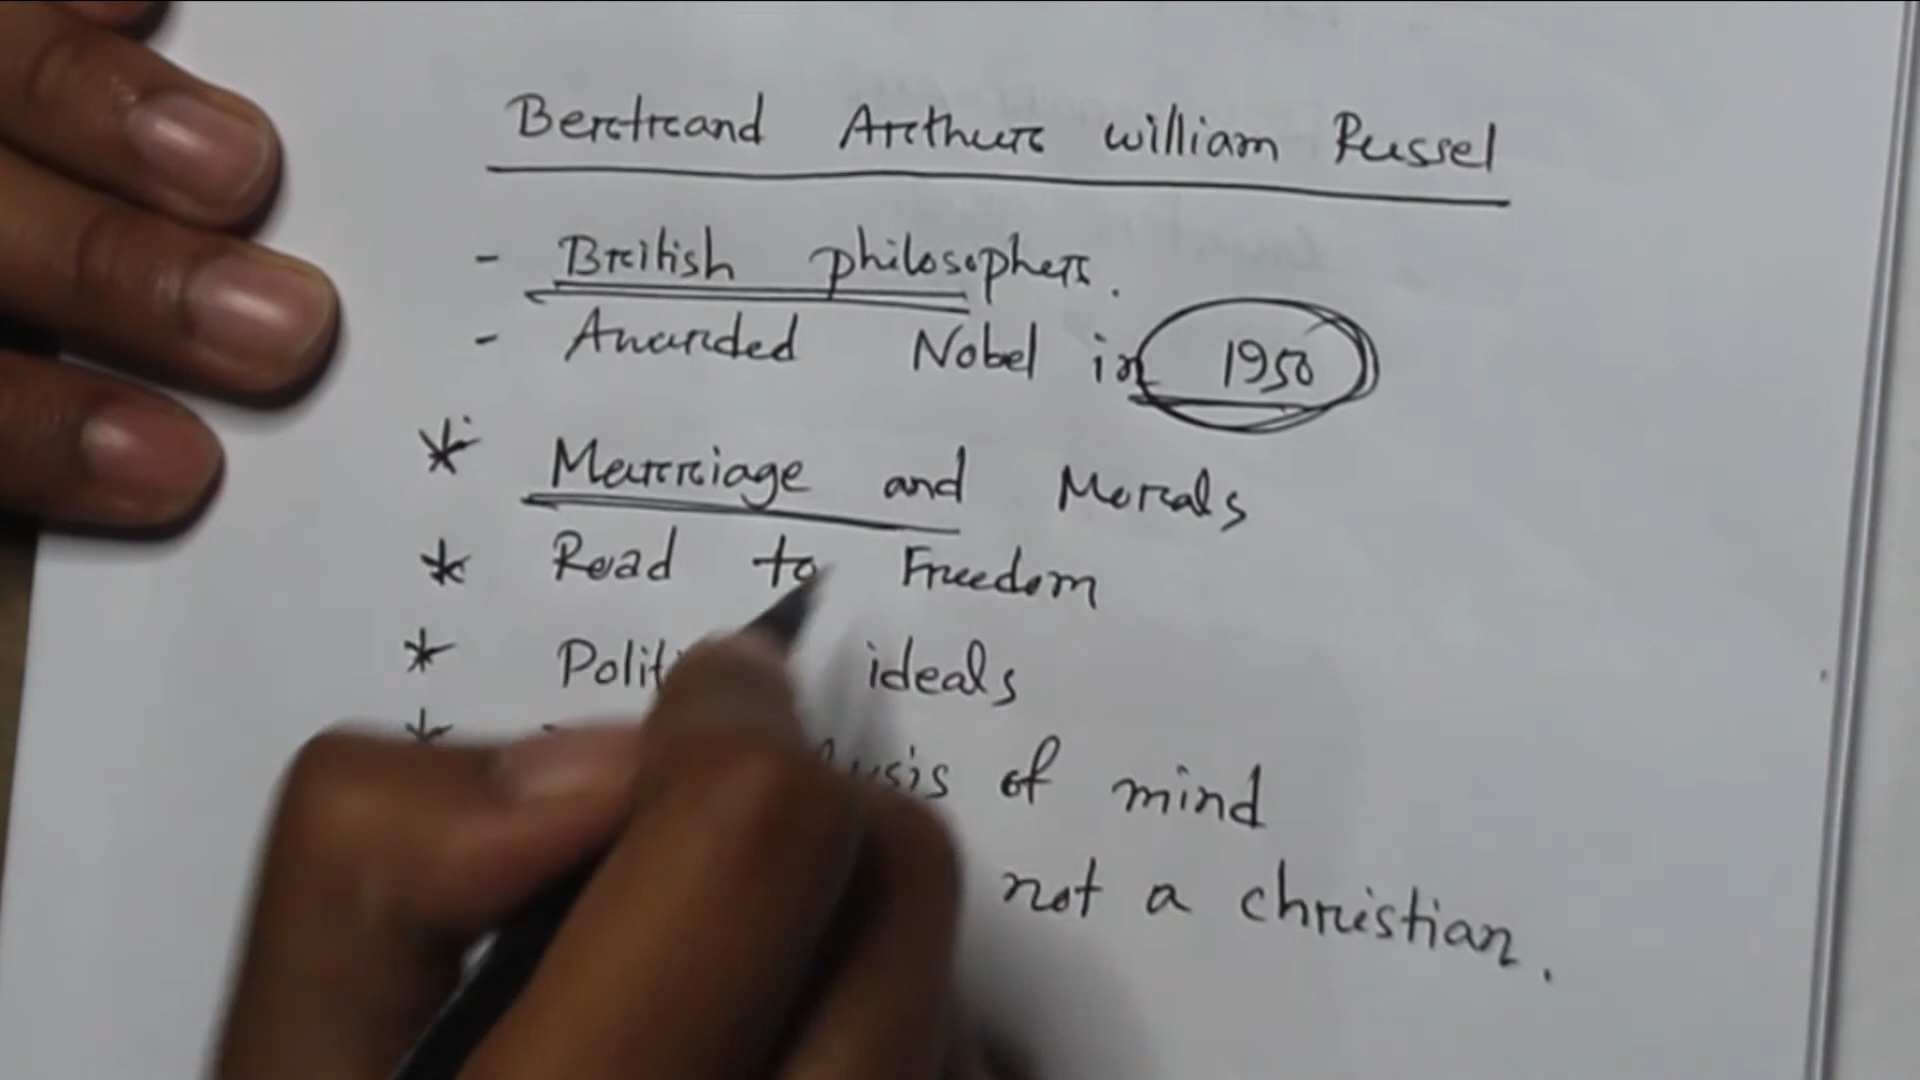 Bertrand Arthur william Russel
- British philosopher.
- Awarded Nobel in 1950
* Marriage and Morals
* Road to Freedom
* Polit ideals
* lysis of mind
not a christian.